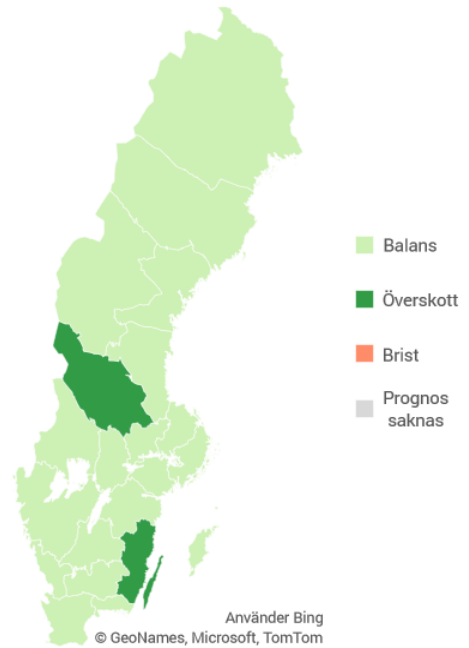 Balans
Överskott
Brist
Prognos
saknas
Använder Bing
© GeoNames, Microsoft, TomTom